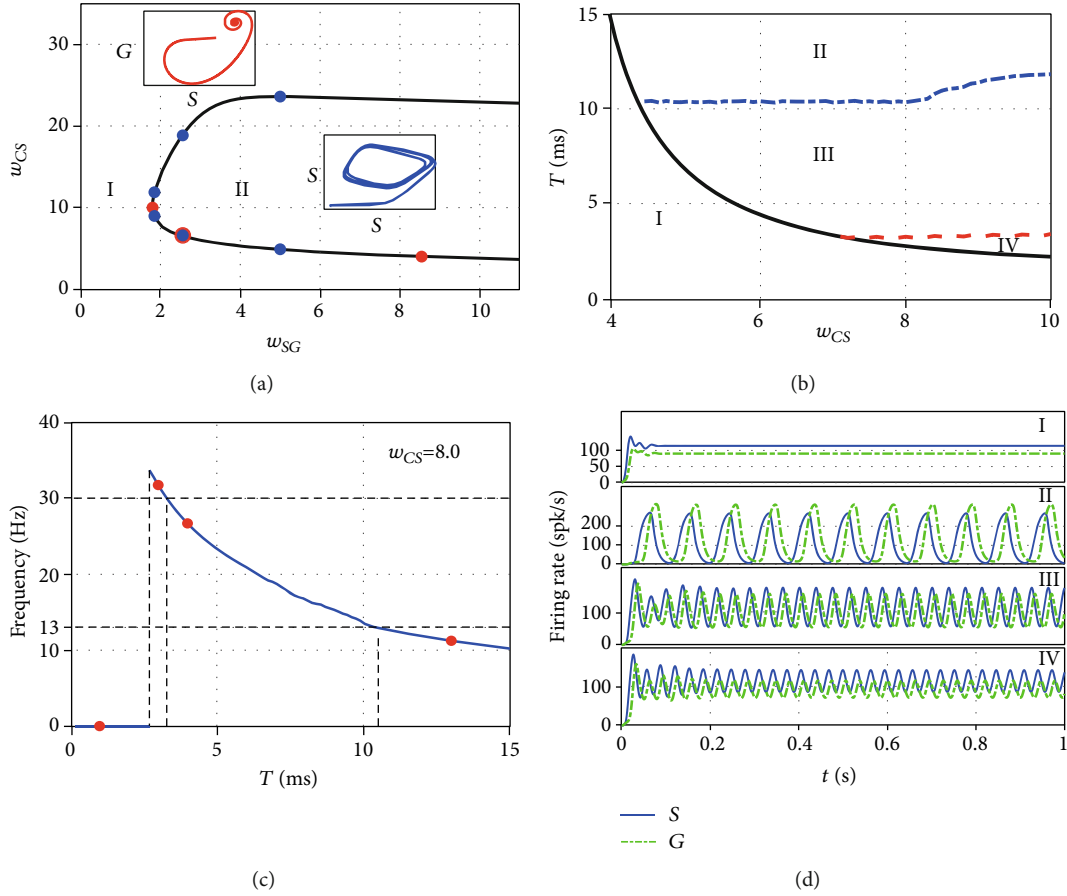 30
20
10
0
w_CS
0
2
4
6
8
10
w_SG
G
S
I
II
S
S
(a)
15
10
5
0
T (ms)
4
6
8
10
w_CS
II
III
I
IV
(b)
40
30
20
13
10
0
Frequency (Hz)
0
5
10
15
T (ms)
w_CS=8.0
(c)
100
50
0
I
200
100
0
II
100
0
III
100
0
IV
Firing rate (spk/s)
0
0.2
0.4
0.6
0.8
1
t (s)
S
G
(d)